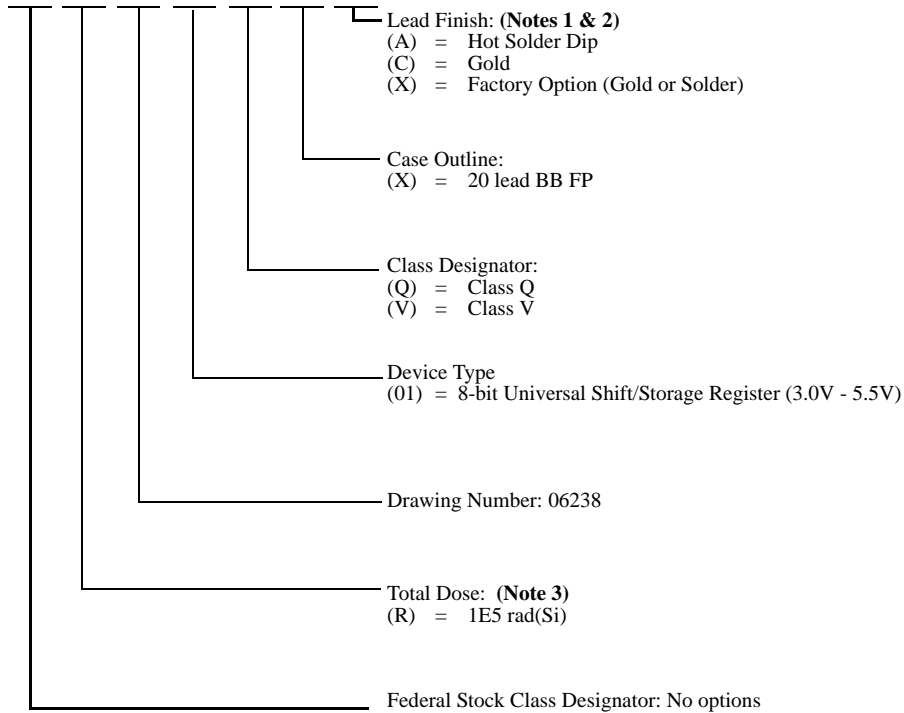 Lead Finish: (Notes 1 & 2)
(A) = Hot Solder Dip
(C) = Gold
(X) = Factory Option (Gold or Solder)
Case Outline:
(X) = 20 lead BB FP
Class Designator:
(Q) = Class Q
(V) = Class V
Device Type
(01) = 8-bit Universal Shift/Storage Register (3.0V - 5.5V)
Drawing Number: 06238
Total Dose: (Note 3)
(R) = 1E5 rad(Si)
Federal Stock Class Designator: No options